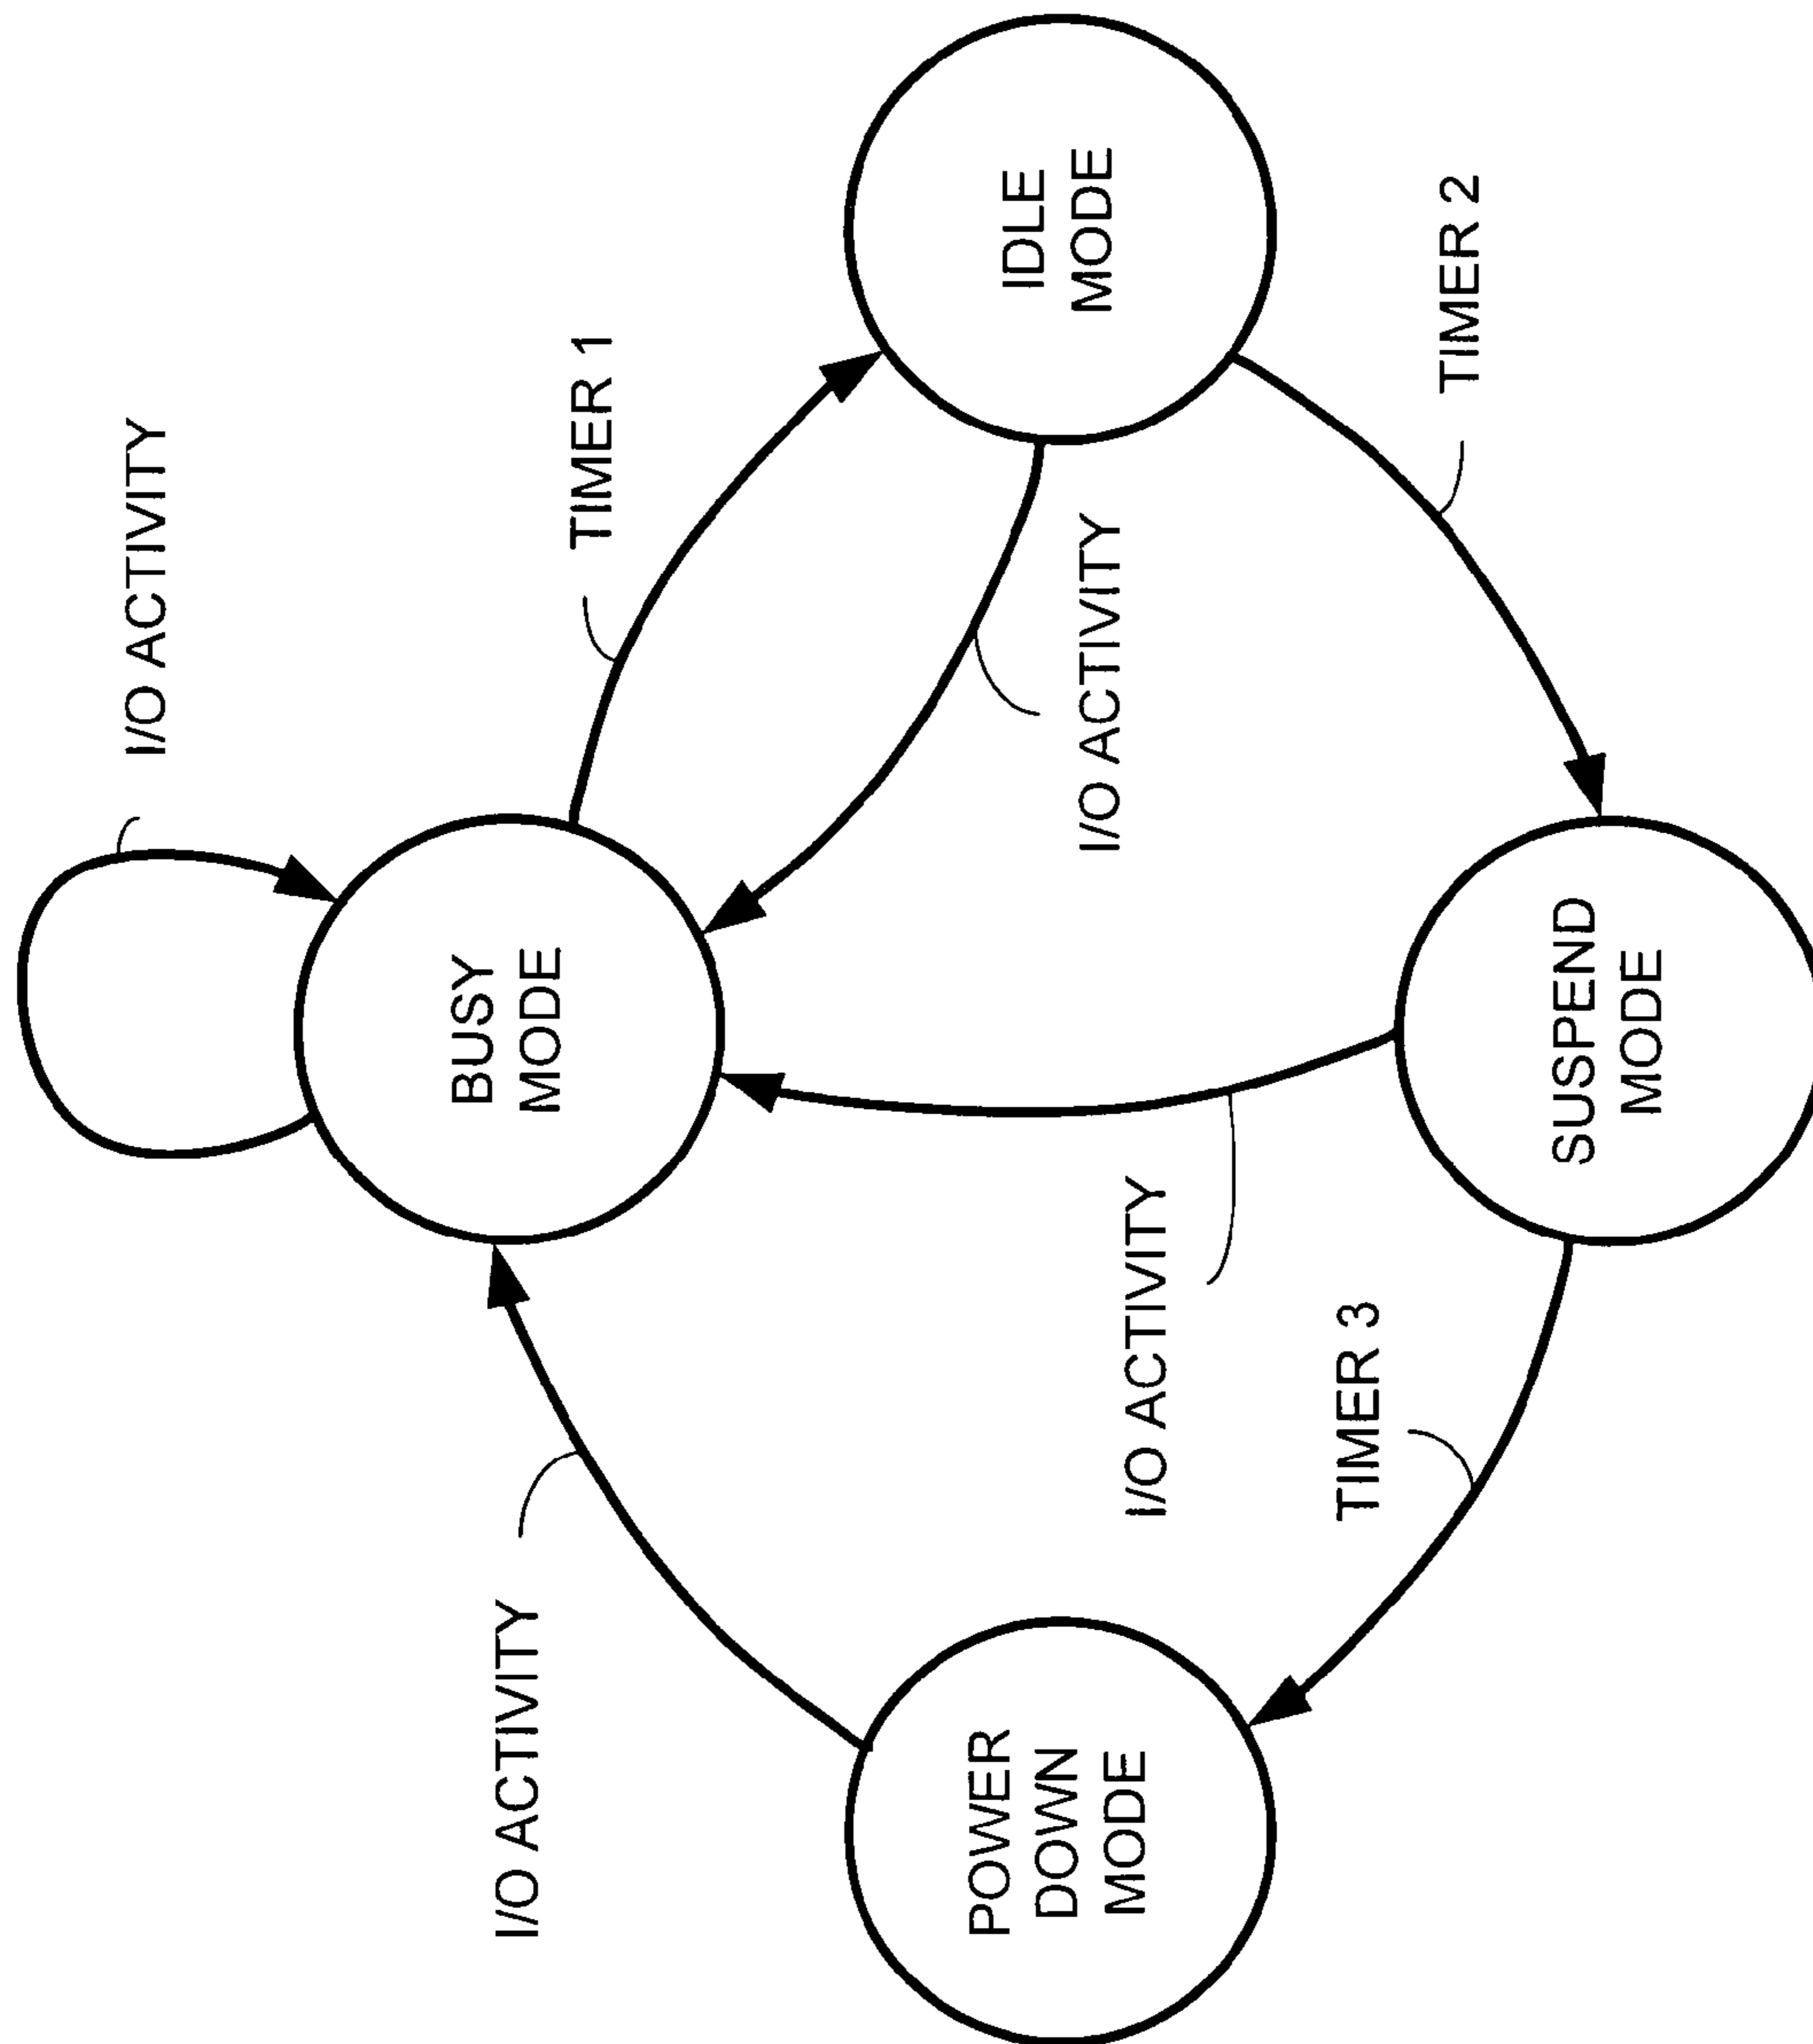 I/O ACTIVITY
TIMER 1
BUSY
MODE
I/O ACTIVITY
IDLE
MODE
I/O ACTIVITY
POWER
DOWN
MODE
I/O ACTIVITY
TIMER 3
TIMER 2
SUSPEND
MODE